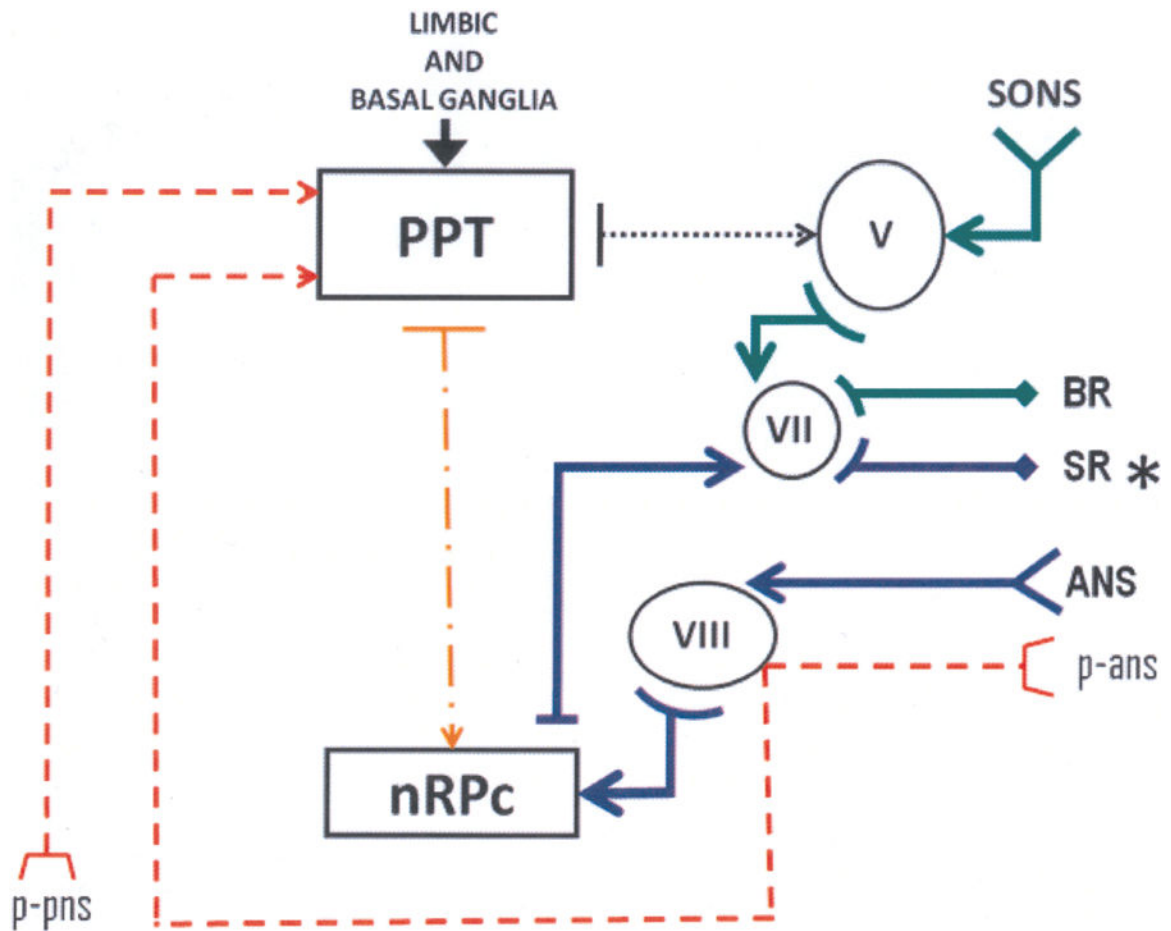 LIMBIC
AND
BASAL GANGLIA
SONS
PPT
V
BR
VII
SR *
ANS
VIII
p-ans
nRPc
p-pns